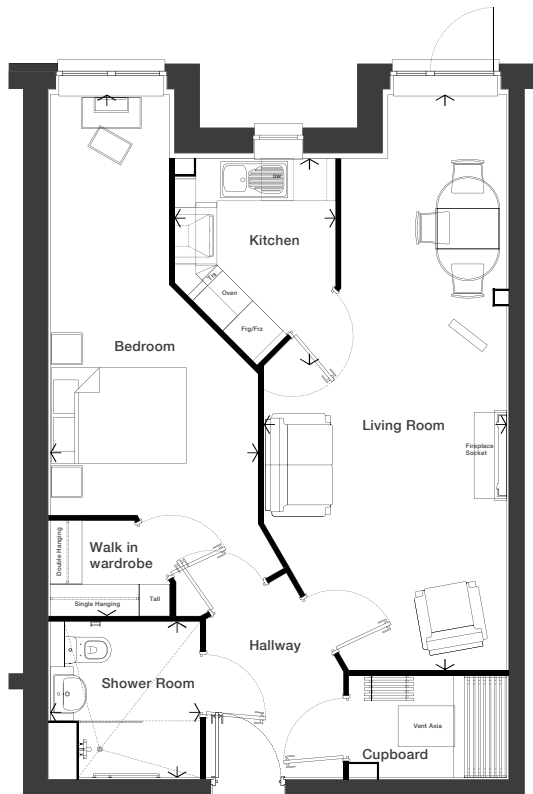 DW
Kitchen
T/S
Oven
Frg/Frz
Bedroom
Living Room
Fireplace
Socket
Double Hanging
Walk in
wardrobe
Single Hanging
Tall
Hallway
Shower Room
Vent Axia
Cupboard